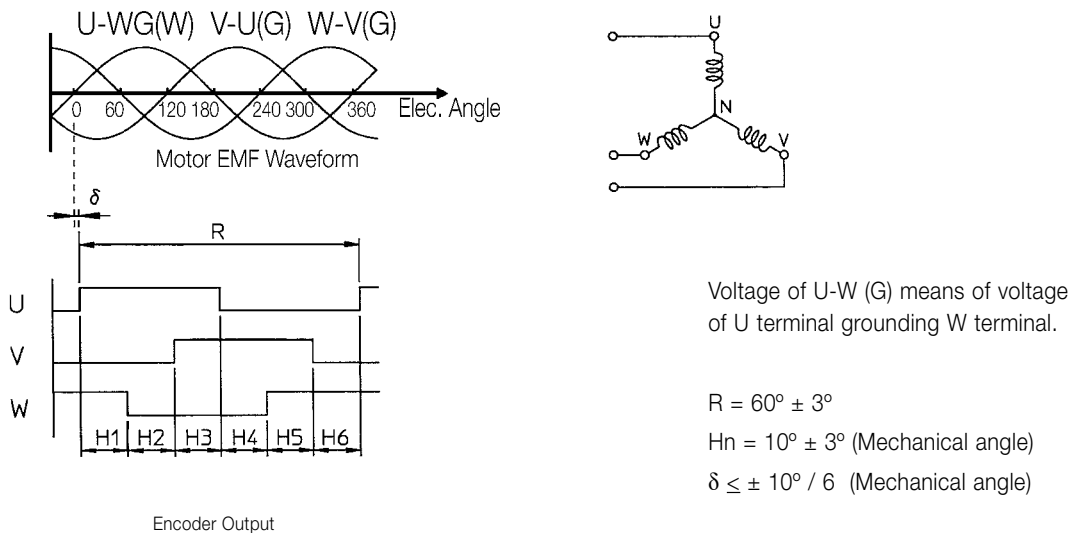 U-WG(W) V-U(G) W-V(G)
0 60 120 180 240 300 360 Elec. Angle
Motor EMF Waveform
δ
R
U
V
W
H1 H2 H3 H4 H5 H6
Encoder Output
U
N
W V
Voltage of U-W (G) means of voltage
of U terminal grounding W terminal.
R = 60º ± 3º
Hn = 10º ± 3º (Mechanical angle)
δ ≤ ± 10º / 6 (Mechanical angle)